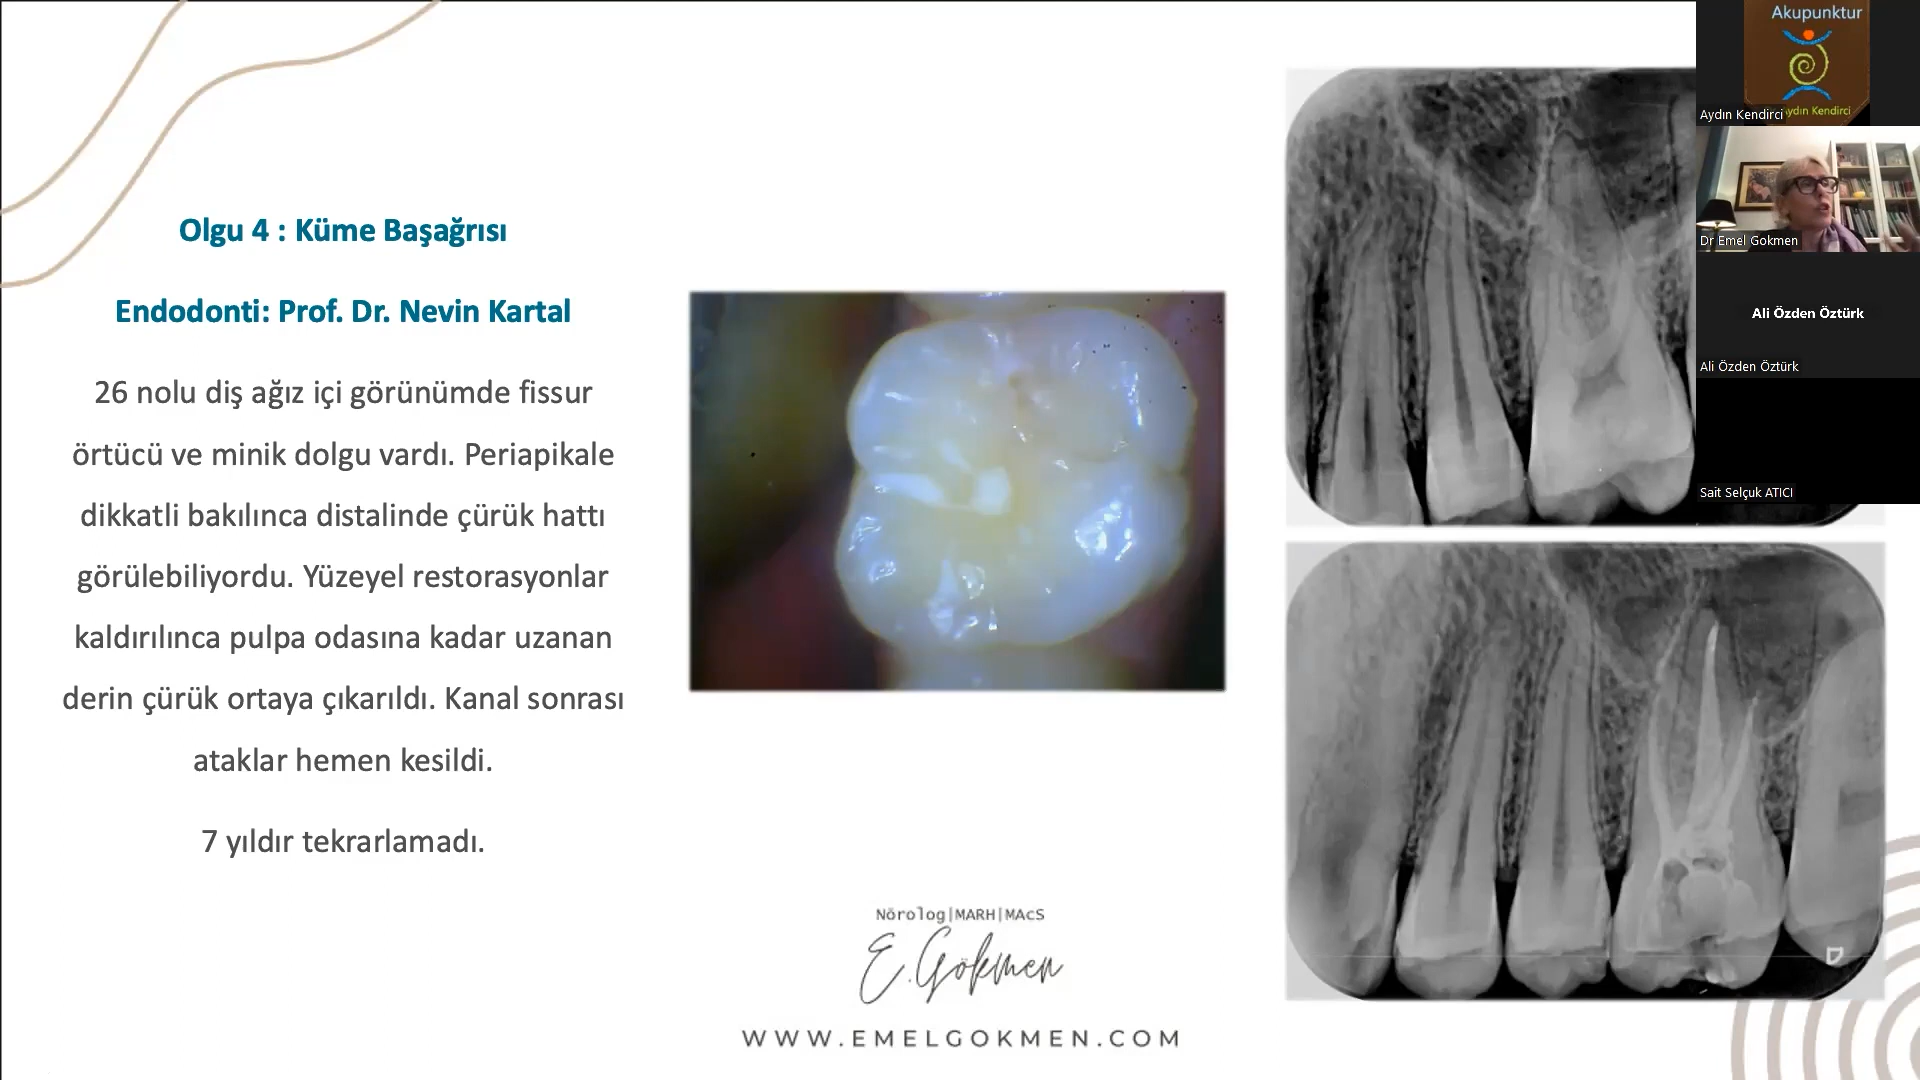 Olgu 4 : Küme Başağrısı
Endodonti: Prof. Dr. Nevin Kartal
26 nolu diş ağız içi görünümde fissur
örtücü ve minik dolgu vardı. Periapikale
dikkatli bakılınca distalinde çürük hattı
görülebiliyordu. Yüzeyel restorasyonlar
kaldırılınca pulpa odasına kadar uzanan
derin çürük ortaya çıkarıldı. Kanal sonrası
ataklar hemen kesildi.
7 yıldır tekrarlamadı.
Nörolog|MARH|MAcS
E.Gökmen
WWW.EMELGOKMEN.COM
Akupunktur
Aydın Kendirci
Aydın Kendirci
Dr Emel Gokmen
Ali Özden Öztürk
Ali Özden Öztürk
Sait Selçuk ATICI